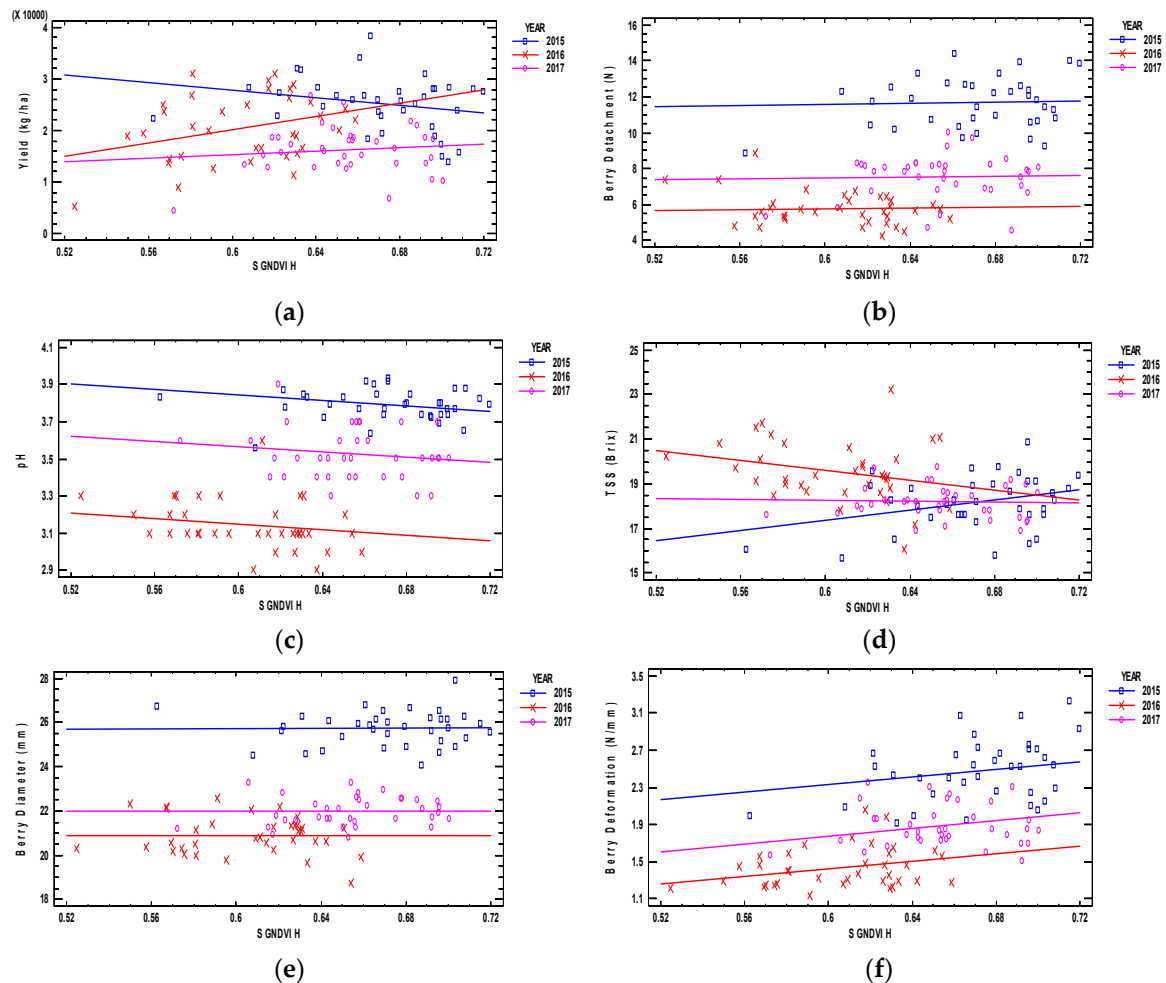 (X 10000)
YEAR
4
3
2
1
0
Yield (kg/ha)
2015
2016
2017
0.52 0.56 0.6 0.64 0.68 0.72
S GNDVI H
(a)
YEAR
16
14
12
10
8
6
4
Berry Detachment (N)
2015
2016
2017
0.52 0.56 0.6 0.64 0.68 0.72
S GNDVI H
(b)
YEAR
4.1
3.9
3.7
3.5
3.3
3.1
2.9
pH
2015
2016
2017
0.52 0.56 0.6 0.64 0.68 0.72
S GNDVI H
(c)
YEAR
25
23
21
19
17
15
TSS (Brix)
2015
2016
2017
0.52 0.56 0.6 0.64 0.68 0.72
S GNDVI H
(d)
YEAR
28
26
24
22
20
18
Berry Diameter (mm)
2015
2016
2017
0.52 0.56 0.6 0.64 0.68 0.72
S GNDVI H
(e)
YEAR
3.5
3.1
2.7
2.3
1.9
1.5
1.1
Berry Deformation (N/mm)
2015
2016
2017
0.52 0.56 0.6 0.64 0.68 0.72
S GNDVI H
(f)